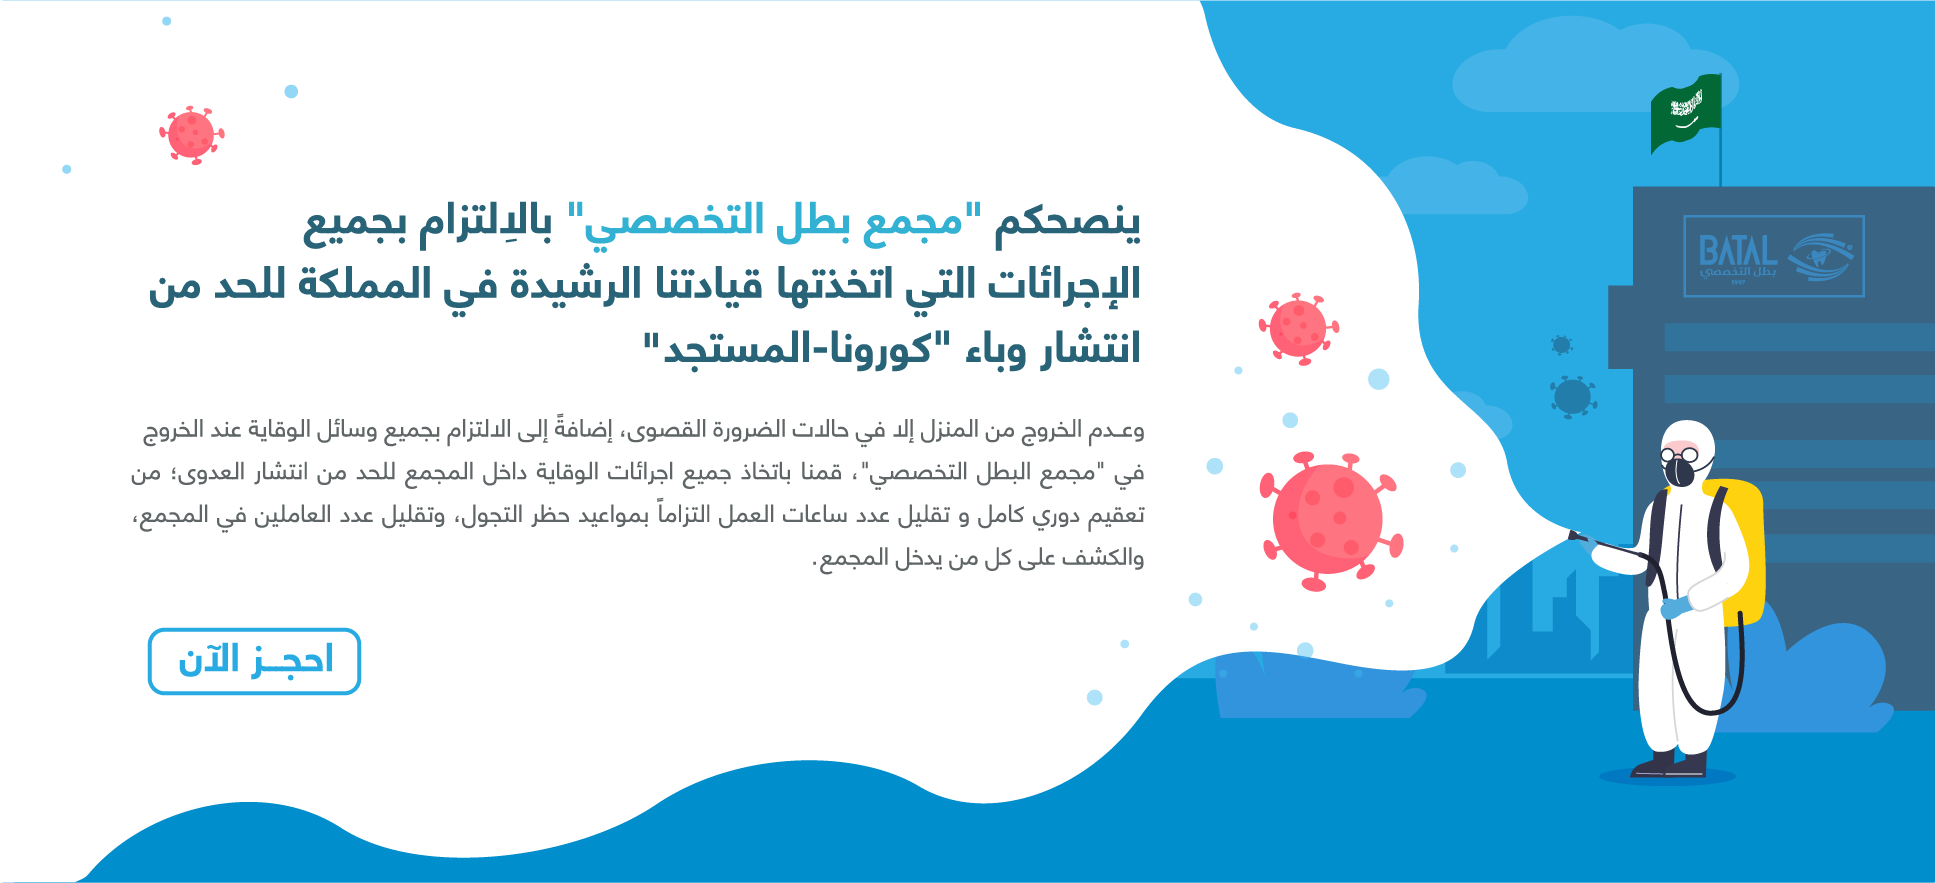 ينصحكم "مجمع بطل التخصصي" بالاِلتزام بجميع
الإجرائات التي اتخذتها قيادتنا الرشيدة في المملكة للحد من
انتشار وباء "كورونا-المستجد"
وعـدم الخروج من المنزل إلا في حالات الضرورة القصوى، إضافةً إلى الالتزام بجميع وسائل الوقاية عند الخروج
في "مجمع البطل التخصصي"، قمنا باتخاذ جميع اجرائات الوقاية داخل المجمع للحد من انتشار العدوى؛ من
تعقيم دوري كامل و تقليل عدد ساعات العمل التزاماً بمواعيد حظر التجول، وتقليل عدد العاملين في المجمع،
والكشف على كل من يدخل المجمع.
احجــز الآن
BATAL
بطل التخصصي